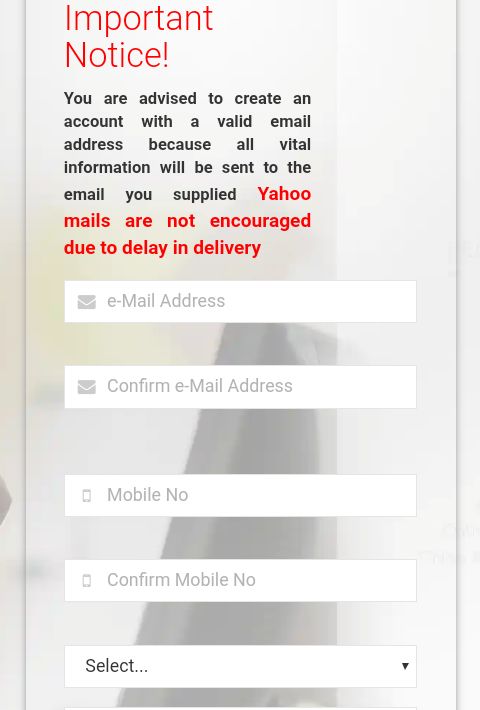 Important
Notice!
You are advised to create an
account with a valid email
address because all vital
information will be sent to the
email you supplied Yahoo
mails are not encouraged
due to delay in delivery
e-Mail Address
Confirm e-Mail Address
Mobile No
Confirm Mobile No
Select...